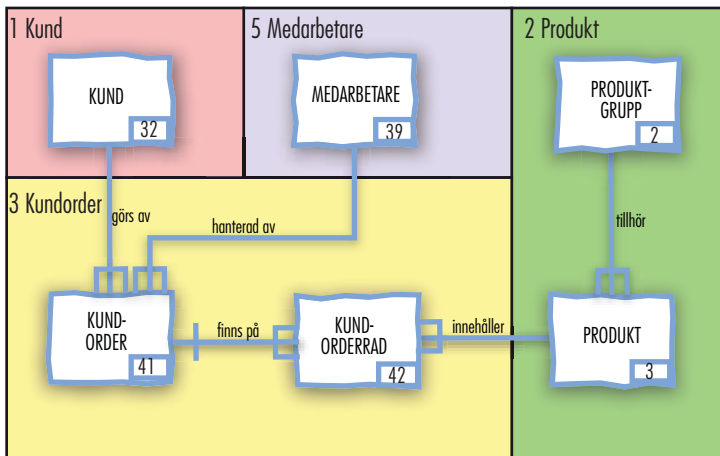 1 Kund
5 Medarbetare
2 Produkt
KUND
32
MEDARBETARE
39
PRODUKT-
GRUPP
2
3 Kundorder
görs av
hanterad av
tillhör
KUND-
ORDER
41
finns på
KUND-
ORDERRAD
42
innehåller
PRODUKT
3